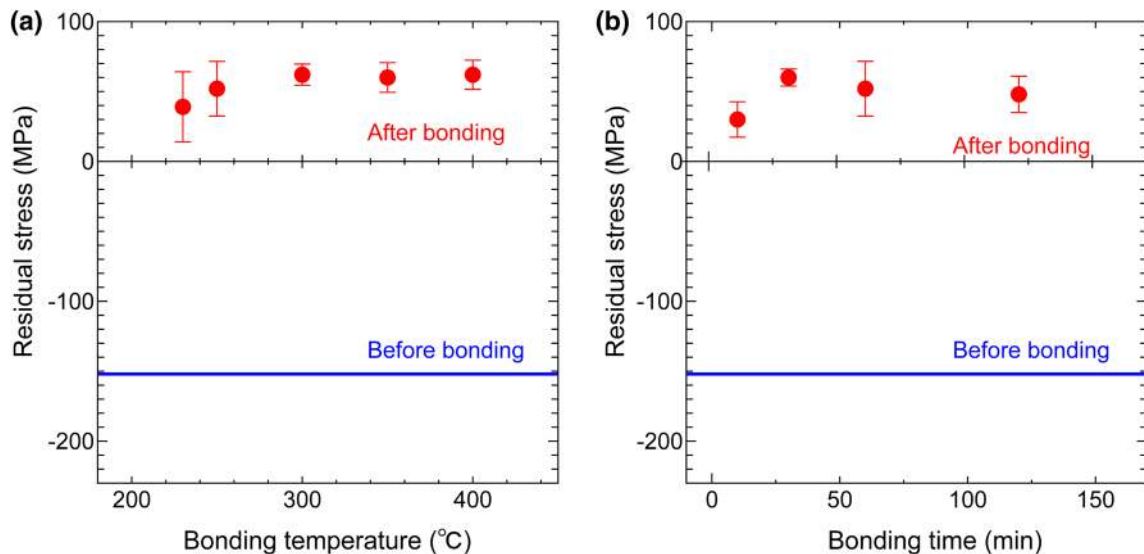 (a)
100
0
-100
-200
Residual stress (MPa)
After bonding
Before bonding
200
300
400
Bonding temperature (°C)
(b)
100
0
-100
-200
Residual stress (MPa)
After bonding
Before bonding
0
50
100
150
Bonding time (min)